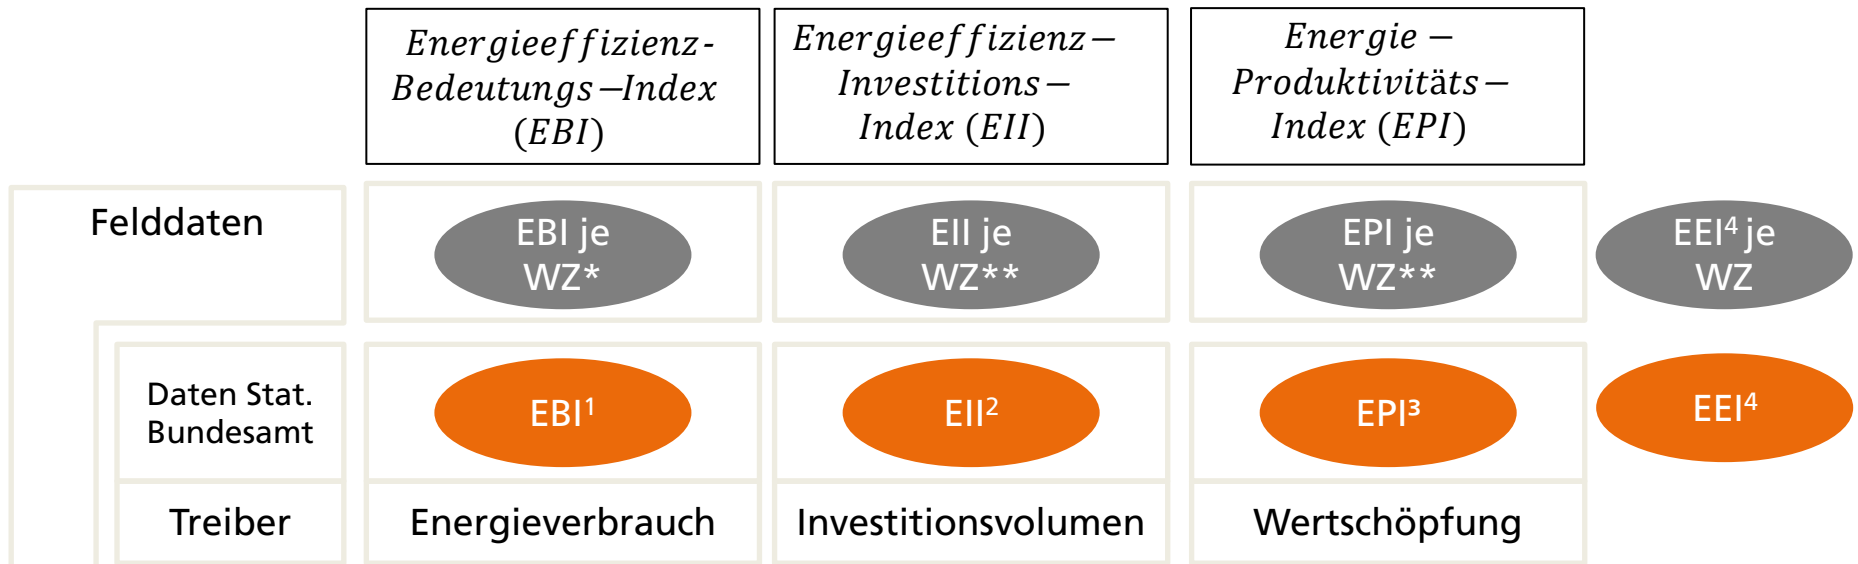 Energieeffizienz-
Bedeutungs−Index
(EBI)
Energieeffizienz−
Investitions−
Index (EII)
Energie −
Produktivitäts−
Index (EPI)
Felddaten
EBI je
WZ*
EII je
WZ**
EPI je
WZ**
EEI⁴ je
WZ
Daten Stat.
Bundesamt
EBI¹
EII²
EPI³
EEI⁴
Treiber
Energieverbrauch
Investitionsvolumen
Wertschöpfung